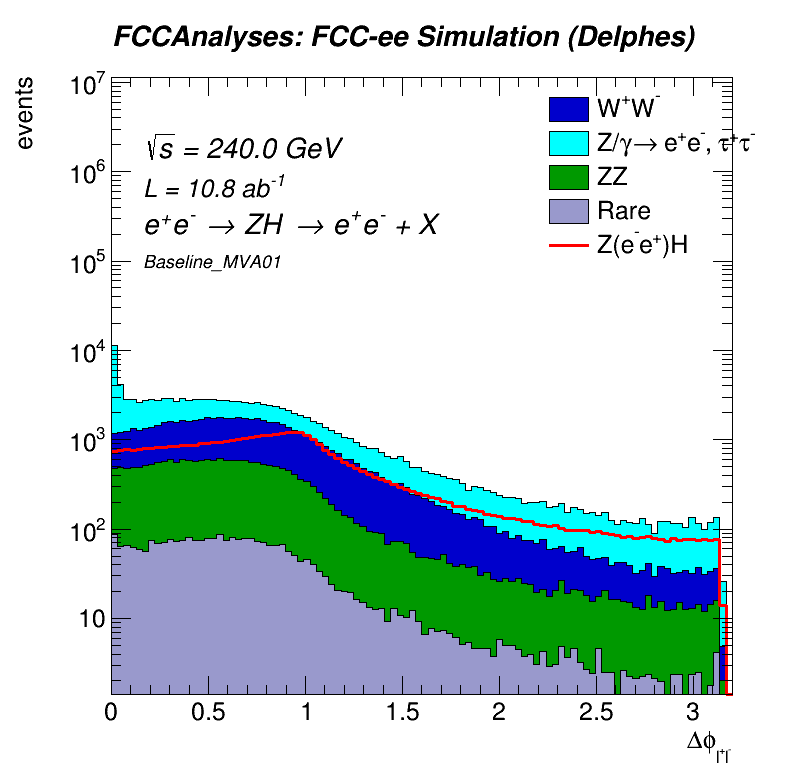 FCCAnalyses: FCC-ee Simulation (Delphes)
events
10⁷
10⁶
10⁵
10⁴
10³
10²
10
√s = 240.0 GeV
L = 10.8 ab⁻¹
e⁺e⁻ → ZH → e⁺e⁻ + X
Baseline_MVA01
W⁺W⁻
Z/γ→ e⁺e⁻, τ⁺τ⁻
ZZ
Rare
Z(e⁻e⁺)H
0 0.5 1 1.5 2 2.5 3
Δϕ_l⁺l⁻